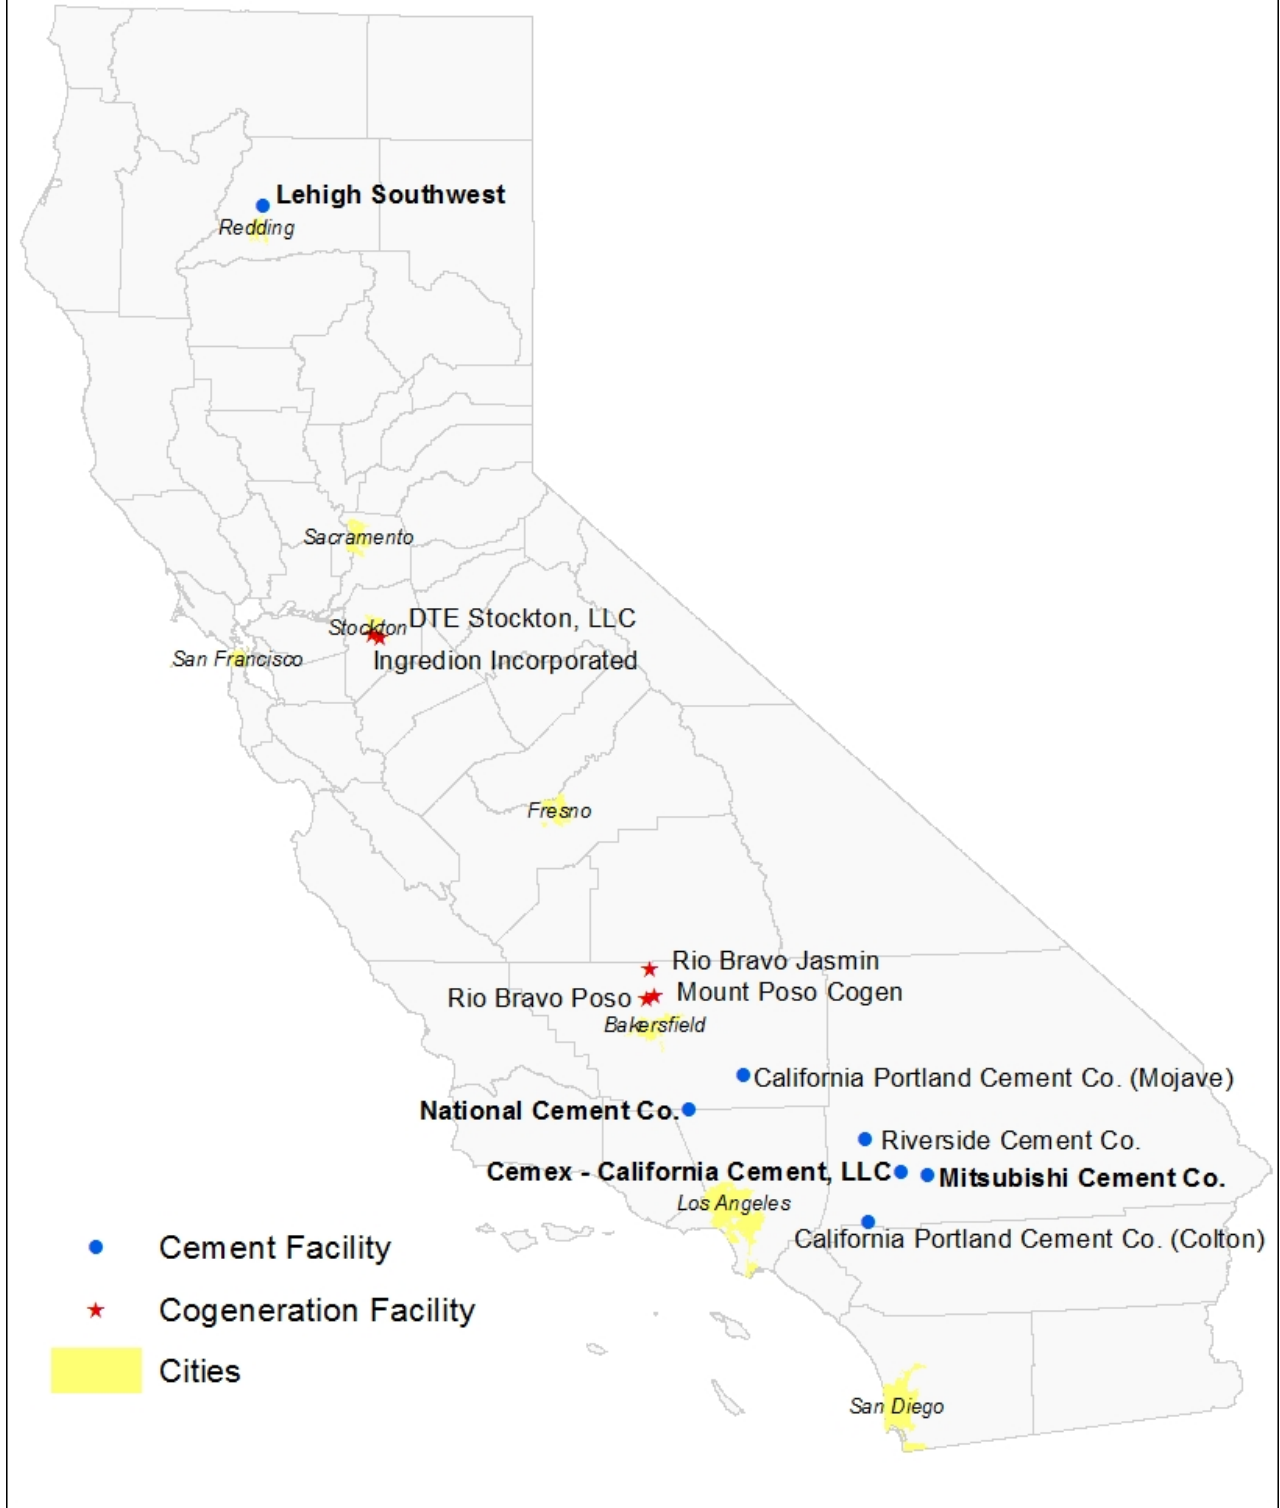 Lehigh Southwest
Redding
Sacramento
DTE Stockton, LLC
Stockton
San Francisco
Ingredion Incorporated
Fresno
Rio Bravo Jasmin
Rio Bravo Poso
Mount Poso Cogen
Bakersfield
California Portland Cement Co. (Mojave)
National Cement Co.
Riverside Cement Co.
Cemex - California Cement, LLC
Mitsubishi Cement Co.
Los Angeles
California Portland Cement Co. (Colton)
Cement Facility
Cogeneration Facility
Cities
San Diego